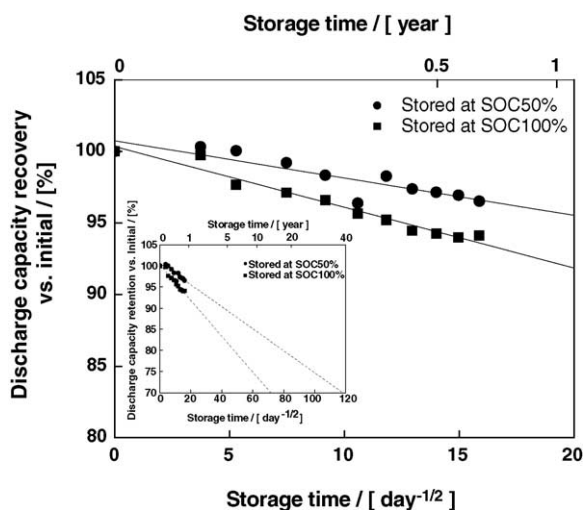 Storage time / [ year ]
0 0.5 1
105
100
95
90
85
80
Discharge capacity recovery
vs. initial / [%]
● Stored at SOC50%
■ Stored at SOC100%
Storage time / [ year ]
0 1 5 10 20 40
105
100
95
90
85
80
75
70
Discharge capacity retention vs. Initial / [%]
●Stored at SOC50%
■Stored at SOC100%
0 20 40 60 80 100 120
Storage time / [ day-1/2 ]
0 5 10 15 20
Storage time / [ day-1/2 ]